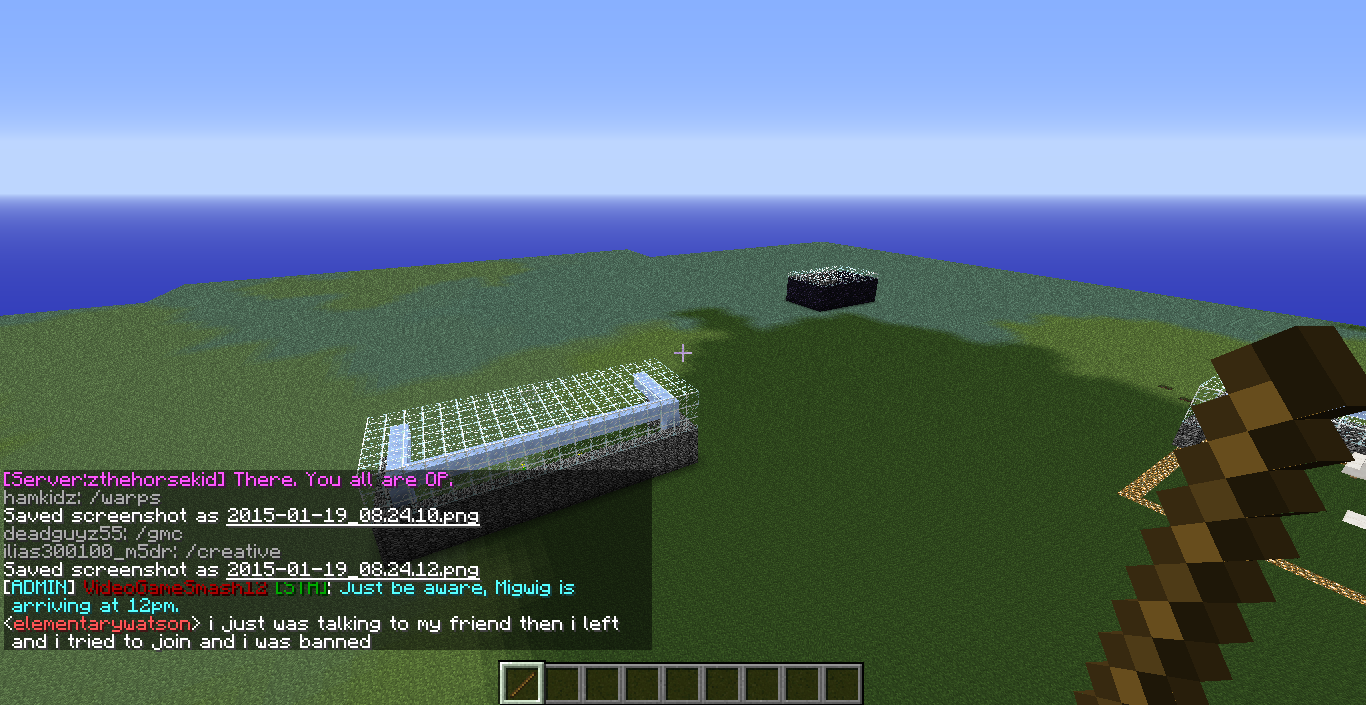 [Server:zthehorsekid] There. You all are OP.
hamkidz: /warps
Saved screenshot as 2015-01-19_08.24.10.png
deadguyz55: /gmc
ilias300100_m5dr: /creative
Saved screenshot as 2015-01-19_08.24.12.png
[ADMIN] VideoGameSmash12 [STA]: Just be aware, Migwig is
arriving at 12pm.
<elementarywatson> i just was talking to my friend then i left
and i tried to join and i was banned